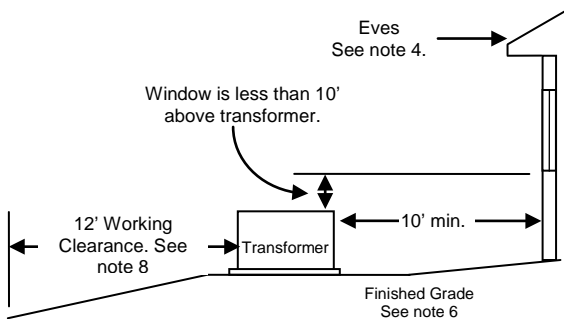 Eves
See note 4.
Window is less than 10’
above transformer.
12’ Working
Clearance. See
note 8
Transformer
10’ min.
Finished Grade
See note 6